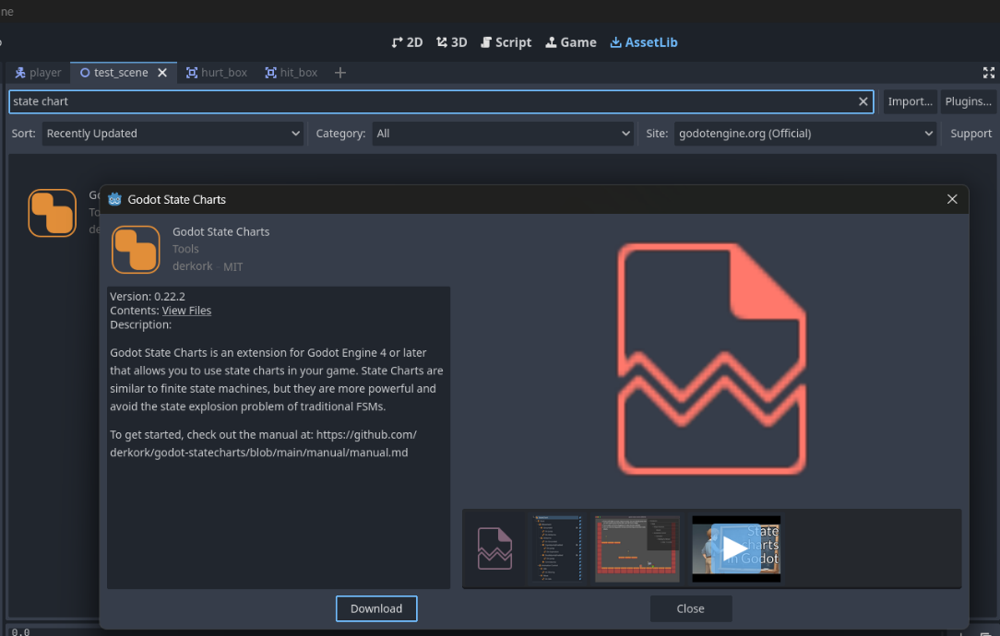 ne
2D 3D Script Game AssetLib
player test_scene hurt_box hit_box
state chart
Import... Plugins...
Sort: Recently Updated Category: All Site: godotengine.org (Official) Support
Go
To
de
Godot State Charts
Godot State Charts
Tools
derkork - MIT
Version: 0.22.2
Contents: View Files
Description:
Godot State Charts is an extension for Godot Engine 4 or later
that allows you to use state charts in your game. State Charts are
similar to finite state machines, but they are more powerful and
avoid the state explosion problem of traditional FSMs.
To get started, check out the manual at: https://github.com/
derkork/godot-statecharts/blob/main/manual/manual.md
State
Charts
in Godot
Download Close
0.0